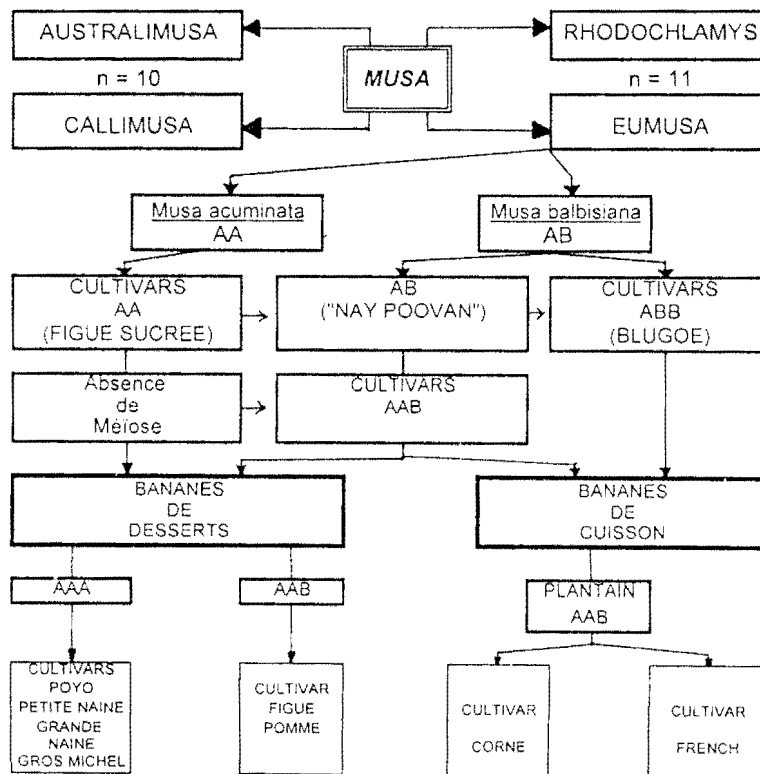 AUSTRALIMUSA
RHODOCHLAMYS
MUSA
n = 10
n = 11
CALLIMUSA
EUMUSA
Musa acuminata
AA
Musa balbisiana
AB
CULTIVARS
AA
(FIGUE SUCREE)
AB
("NAY POOVAN")
CULTIVARS
ABB
(BLUGOE)
Absence
de
Méïose
CULTIVARS
AAB
BANANES
DE
DESSERTS
BANANES
DE
CUISSON
AAA
AAB
PLANTAIN
AAB
CULTIVARS
POYO
PETITE NAINE
GRANDE
NAINE
GROS MICHEL
CULTIVAR
FIGUE
POMME
CULTIVAR
CORNE
CULTIVAR
FRENCH